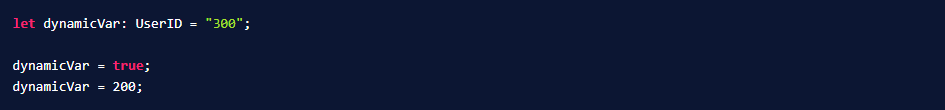 let dynamicVar: UserID = "300";
dynamicVar = true;
dynamicVar = 200;